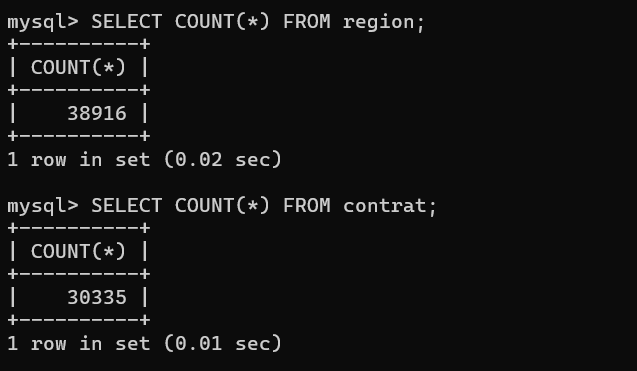 mysql> SELECT COUNT(*) FROM region;
+----------+
| COUNT(*) |
+----------+
|    38916 |
+----------+
1 row in set (0.02 sec)

mysql> SELECT COUNT(*) FROM contrat;
+----------+
| COUNT(*) |
+----------+
|    30335 |
+----------+
1 row in set (0.01 sec)